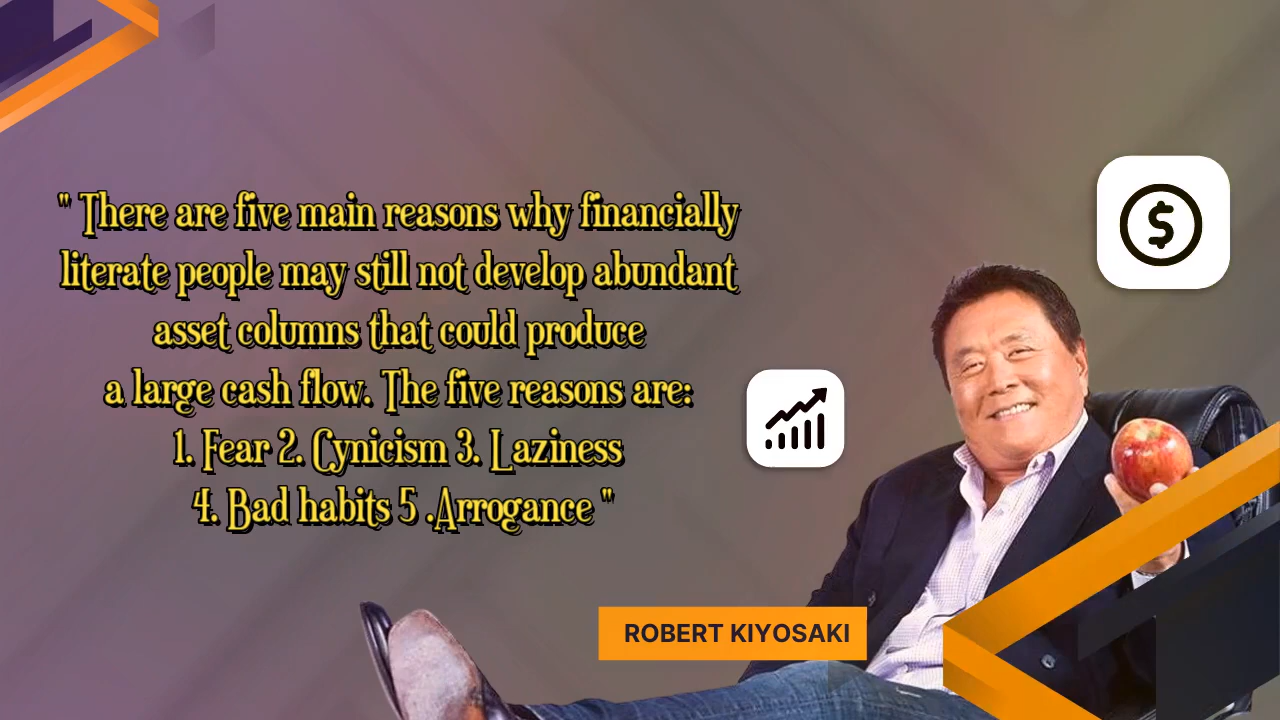 " There are five main reasons why financially
literate people may still not develop abundant
asset columns that could produce
a large cash flow. The five reasons are:
1. Fear 2. Cynicism 3. Laziness
4. Bad habits 5 .Arrogance "
$
ROBERT KIYOSAKI